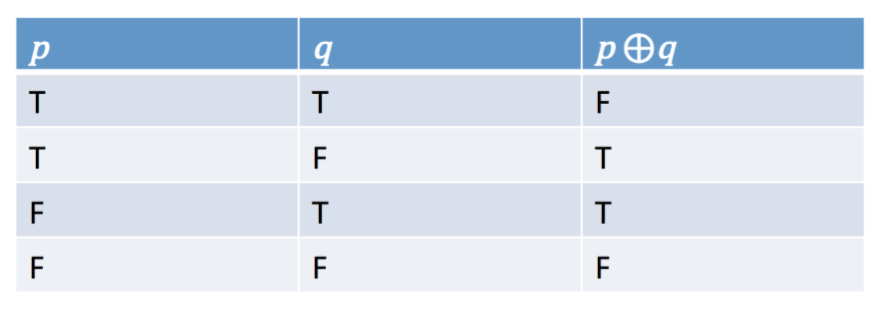 p q p⊕q
T T F
T F T
F T T
F F F